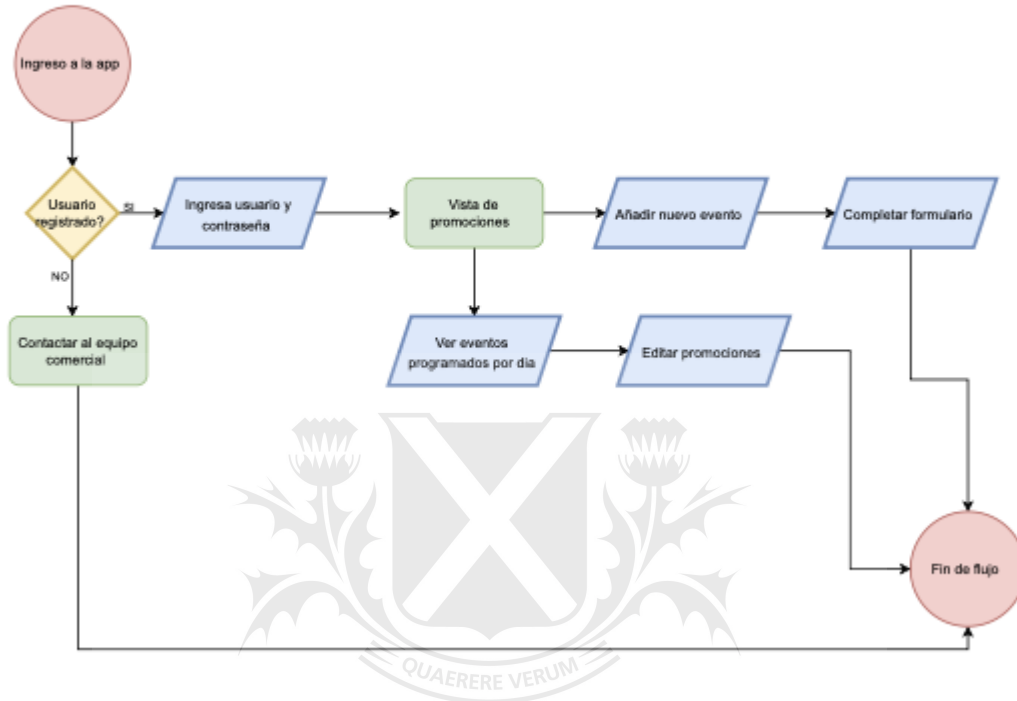 Ingreso a la app
Usuario
registrado?
SI
Ingresa usuario y
contraseña
Vista de
promociones
Añadir nuevo evento
Completar formulario
NO
Contactar al equipo
comercial
Ver eventos
programados por dia
Editar promociones
Fin de flujo
QUAERERE VERUM